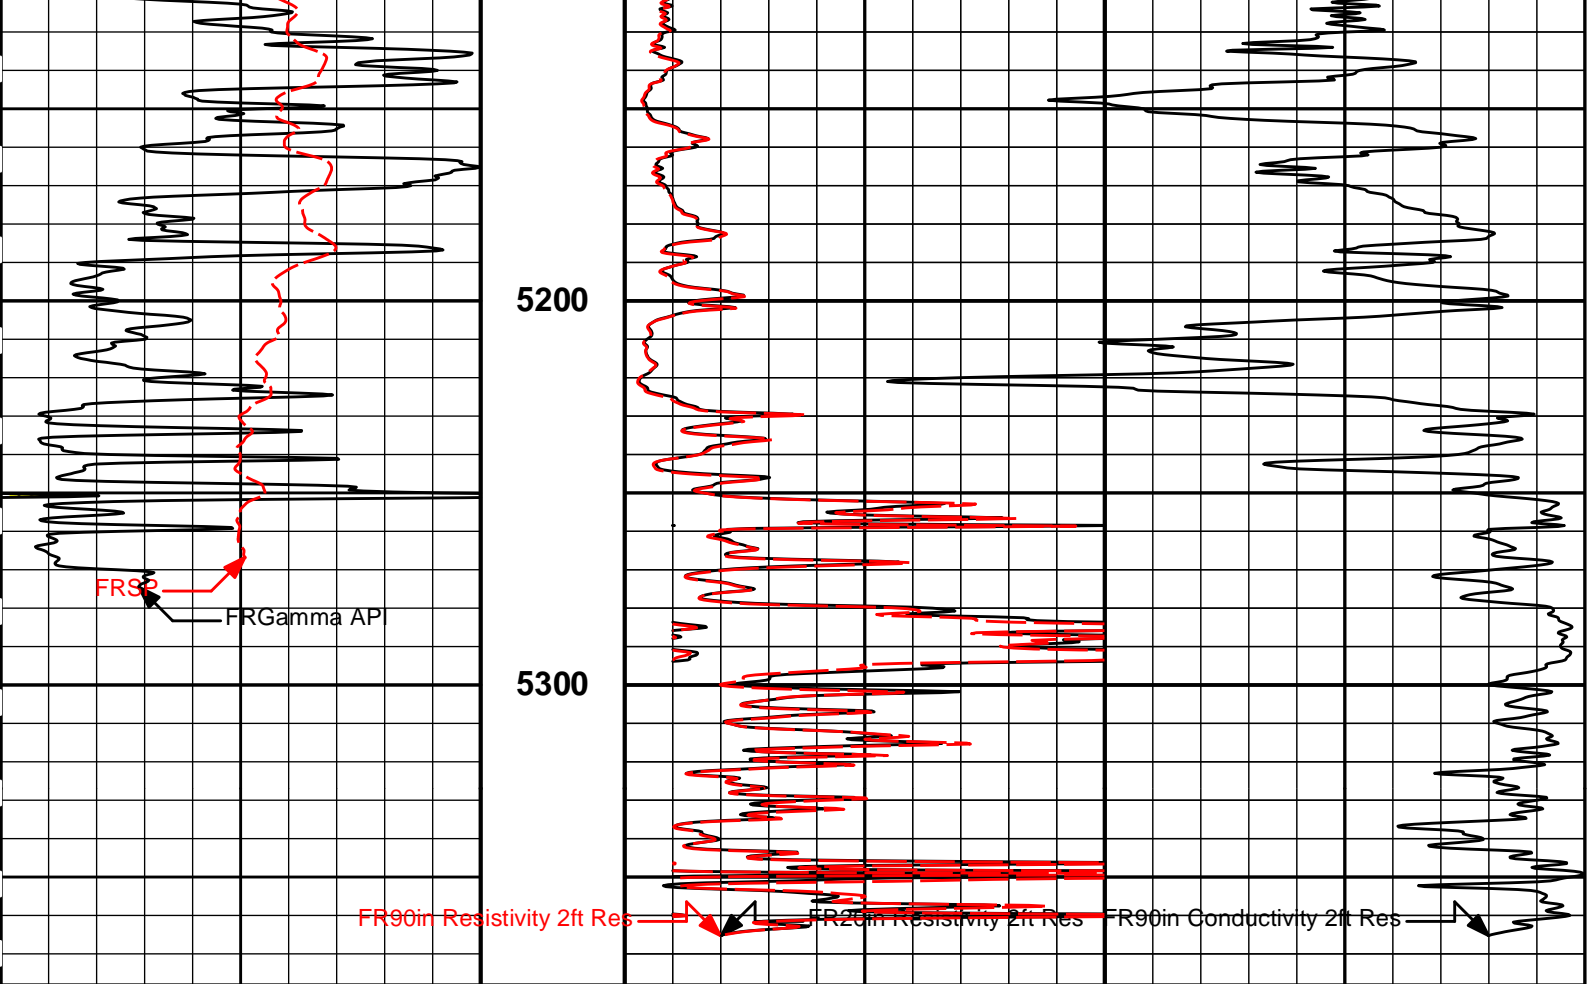 5200
FRSP
FRGamma API
5300
FR90in Resistivity 2ft Res
FR20in Resistivity 2ft Res
FR90in Conductivity 2ft Res